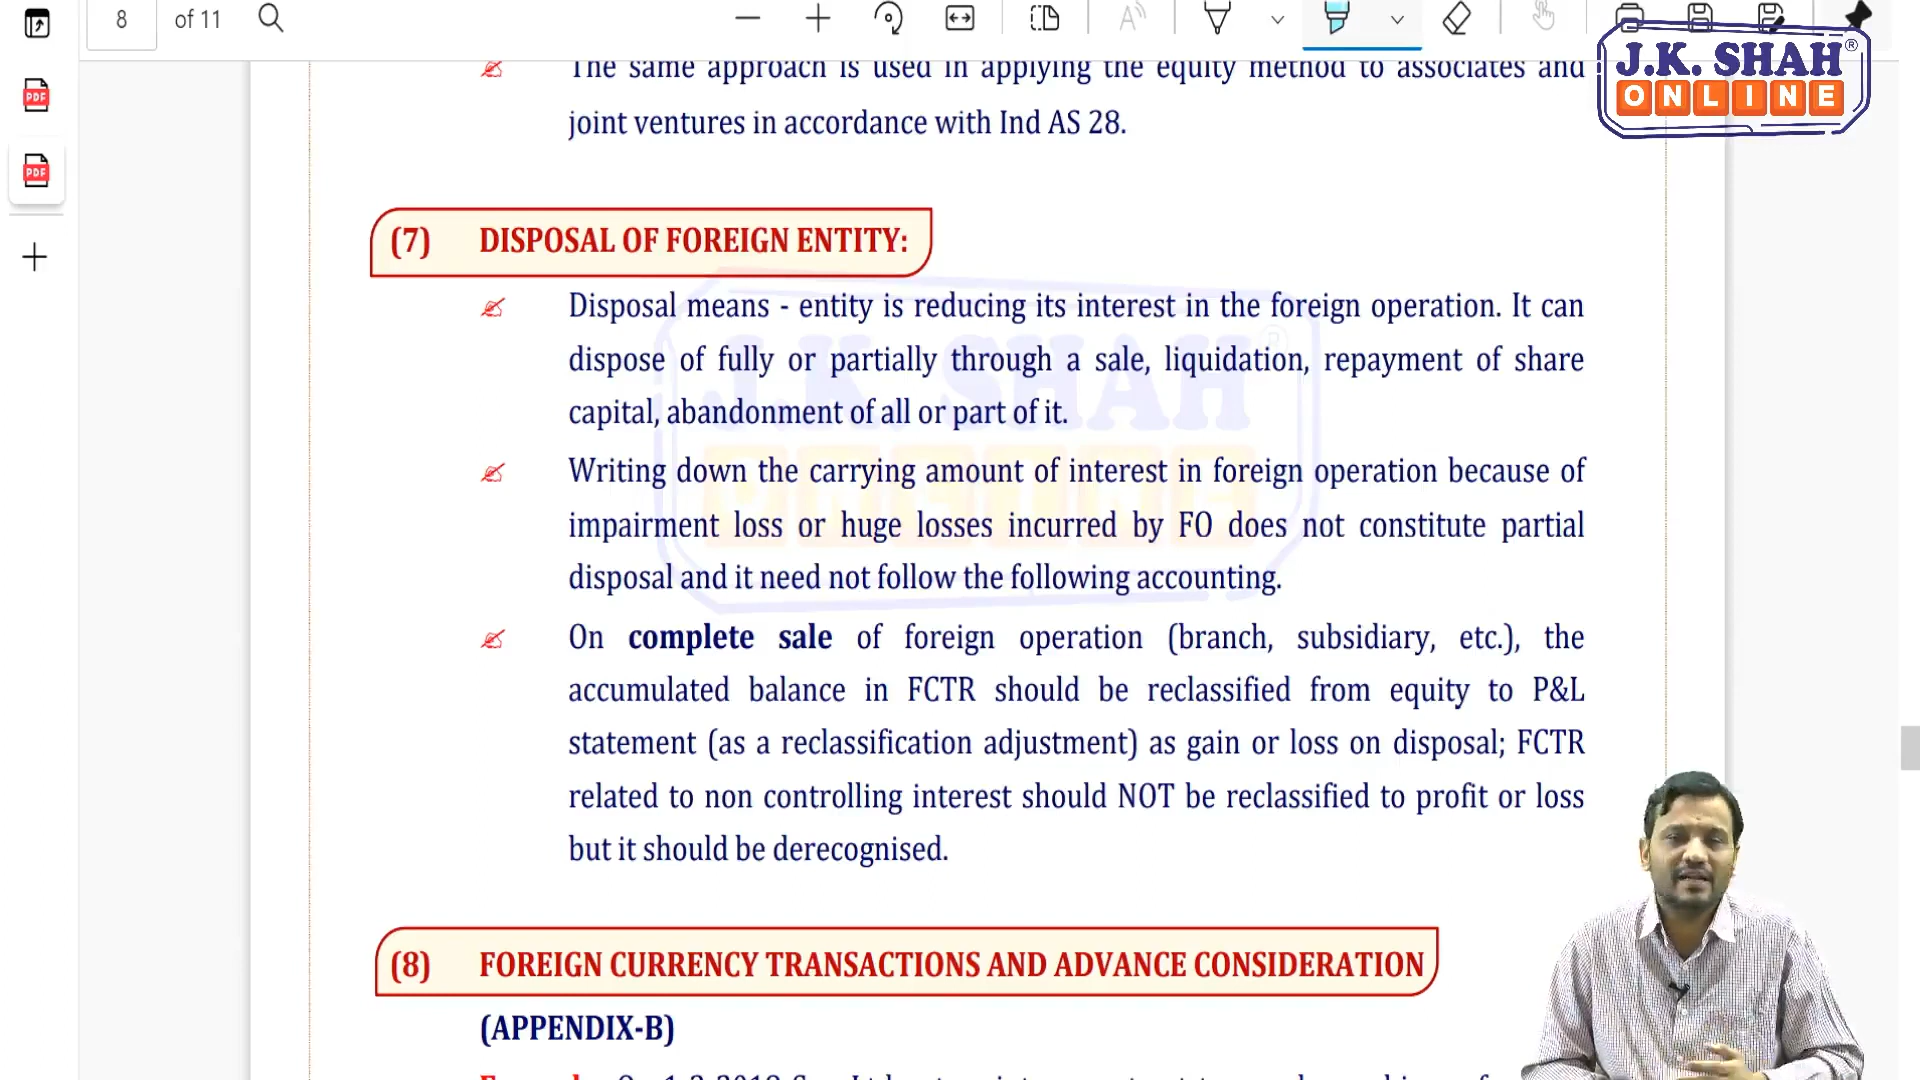 8 of 11
J.K. SHAH®
ONLINE
The same approach is used in applying the equity method to associates and
joint ventures in accordance with Ind AS 28.
(7) DISPOSAL OF FOREIGN ENTITY:
Disposal means - entity is reducing its interest in the foreign operation. It can
dispose of fully or partially through a sale, liquidation, repayment of share
capital, abandonment of all or part of it.
Writing down the carrying amount of interest in foreign operation because of
impairment loss or huge losses incurred by FO does not constitute partial
disposal and it need not follow the following accounting.
On complete sale of foreign operation (branch, subsidiary, etc.), the
accumulated balance in FCTR should be reclassified from equity to P&L
statement (as a reclassification adjustment) as gain or loss on disposal; FCTR
related to non controlling interest should NOT be reclassified to profit or loss
but it should be derecognised.
(8) FOREIGN CURRENCY TRANSACTIONS AND ADVANCE CONSIDERATION
(APPENDIX-B)